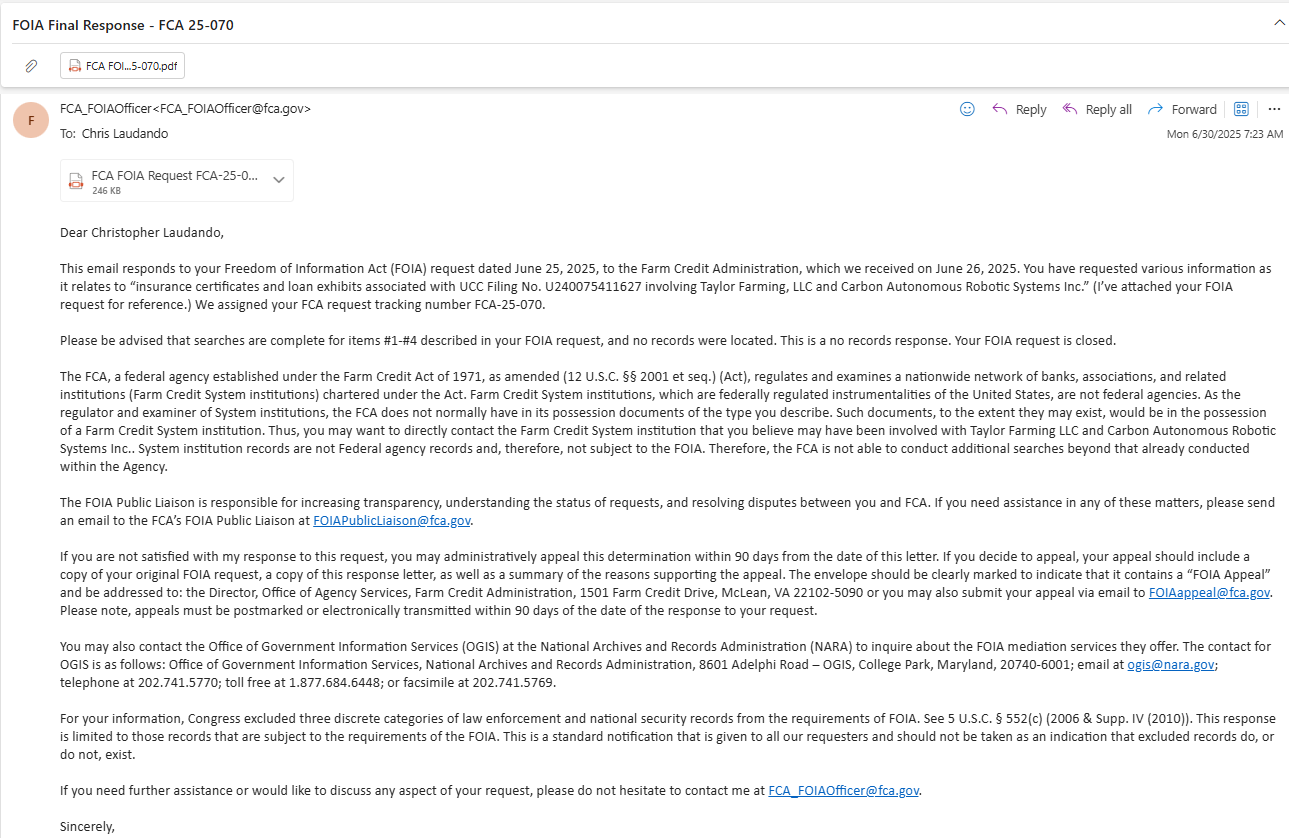 FOIA Final Response - FCA 25-070
FCA FOI...5-070.pdf
F
FCA_FOIAOfficer<FCA_FOIAOfficer@fca.gov>
Reply
Reply all
Forward
To: Chris Laudando
Mon 6/30/2025 7:23 AM
FCA FOIA Request FCA-25-0...
246 KB
Dear Christopher Laudando,
This email responds to your Freedom of Information Act (FOIA) request dated June 25, 2025, to the Farm Credit Administration, which we received on June 26, 2025. You have requested various information as
it relates to “insurance certificates and loan exhibits associated with UCC Filing No. U240075411627 involving Taylor Farming, LLC and Carbon Autonomous Robotic Systems Inc.” (I’ve attached your FOIA
request for reference.) We assigned your FCA request tracking number FCA-25-070.
Please be advised that searches are complete for items #1-#4 described in your FOIA request, and no records were located. This is a no records response. Your FOIA request is closed.
The FCA, a federal agency established under the Farm Credit Act of 1971, as amended (12 U.S.C. §§ 2001 et seq.) (Act), regulates and examines a nationwide network of banks, associations, and related
institutions (Farm Credit System institutions) chartered under the Act. Farm Credit System institutions, which are federally regulated instrumentalities of the United States, are not federal agencies. As the
regulator and examiner of System institutions, the FCA does not normally have in its possession documents of the type you describe. Such documents, to the extent they may exist, would be in the possession
of a Farm Credit System institution. Thus, you may want to directly contact the Farm Credit System institution that you believe may have been involved with Taylor Farming LLC and Carbon Autonomous Robotic
Systems Inc.. System institution records are not Federal agency records and, therefore, not subject to the FOIA. Therefore, the FCA is not able to conduct additional searches beyond that already conducted
within the Agency.
The FOIA Public Liaison is responsible for increasing transparency, understanding the status of requests, and resolving disputes between you and FCA. If you need assistance in any of these matters, please send
an email to the FCA’s FOIA Public Liaison at FOIAPublicLiaison@fca.gov.
If you are not satisfied with my response to this request, you may administratively appeal this determination within 90 days from the date of this letter. If you decide to appeal, your appeal should include a
copy of your original FOIA request, a copy of this response letter, as well as a summary of the reasons supporting the appeal. The envelope should be clearly marked to indicate that it contains a “FOIA Appeal”
and be addressed to: the Director, Office of Agency Services, Farm Credit Administration, 1501 Farm Credit Drive, McLean, VA 22102-5090 or you may also submit your appeal via email to FOIAappeal@fca.gov.
Please note, appeals must be postmarked or electronically transmitted within 90 days of the date of the response to your request.
You may also contact the Office of Government Information Services (OGIS) at the National Archives and Records Administration (NARA) to inquire about the FOIA mediation services they offer. The contact for
OGIS is as follows: Office of Government Information Services, National Archives and Records Administration, 8601 Adelphi Road – OGIS, College Park, Maryland, 20740-6001; email at ogis@nara.gov;
telephone at 202.741.5770; toll free at 1.877.684.6448; or facsimile at 202.741.5769.
For your information, Congress excluded three discrete categories of law enforcement and national security records from the requirements of FOIA. See 5 U.S.C. § 552(c) (2006 & Supp. IV (2010)). This response
is limited to those records that are subject to the requirements of the FOIA. This is a standard notification that is given to all our requesters and should not be taken as an indication that excluded records do, or
do not, exist.
If you need further assistance or would like to discuss any aspect of your request, please do not hesitate to contact me at FCA_FOIAOfficer@fca.gov.
Sincerely,